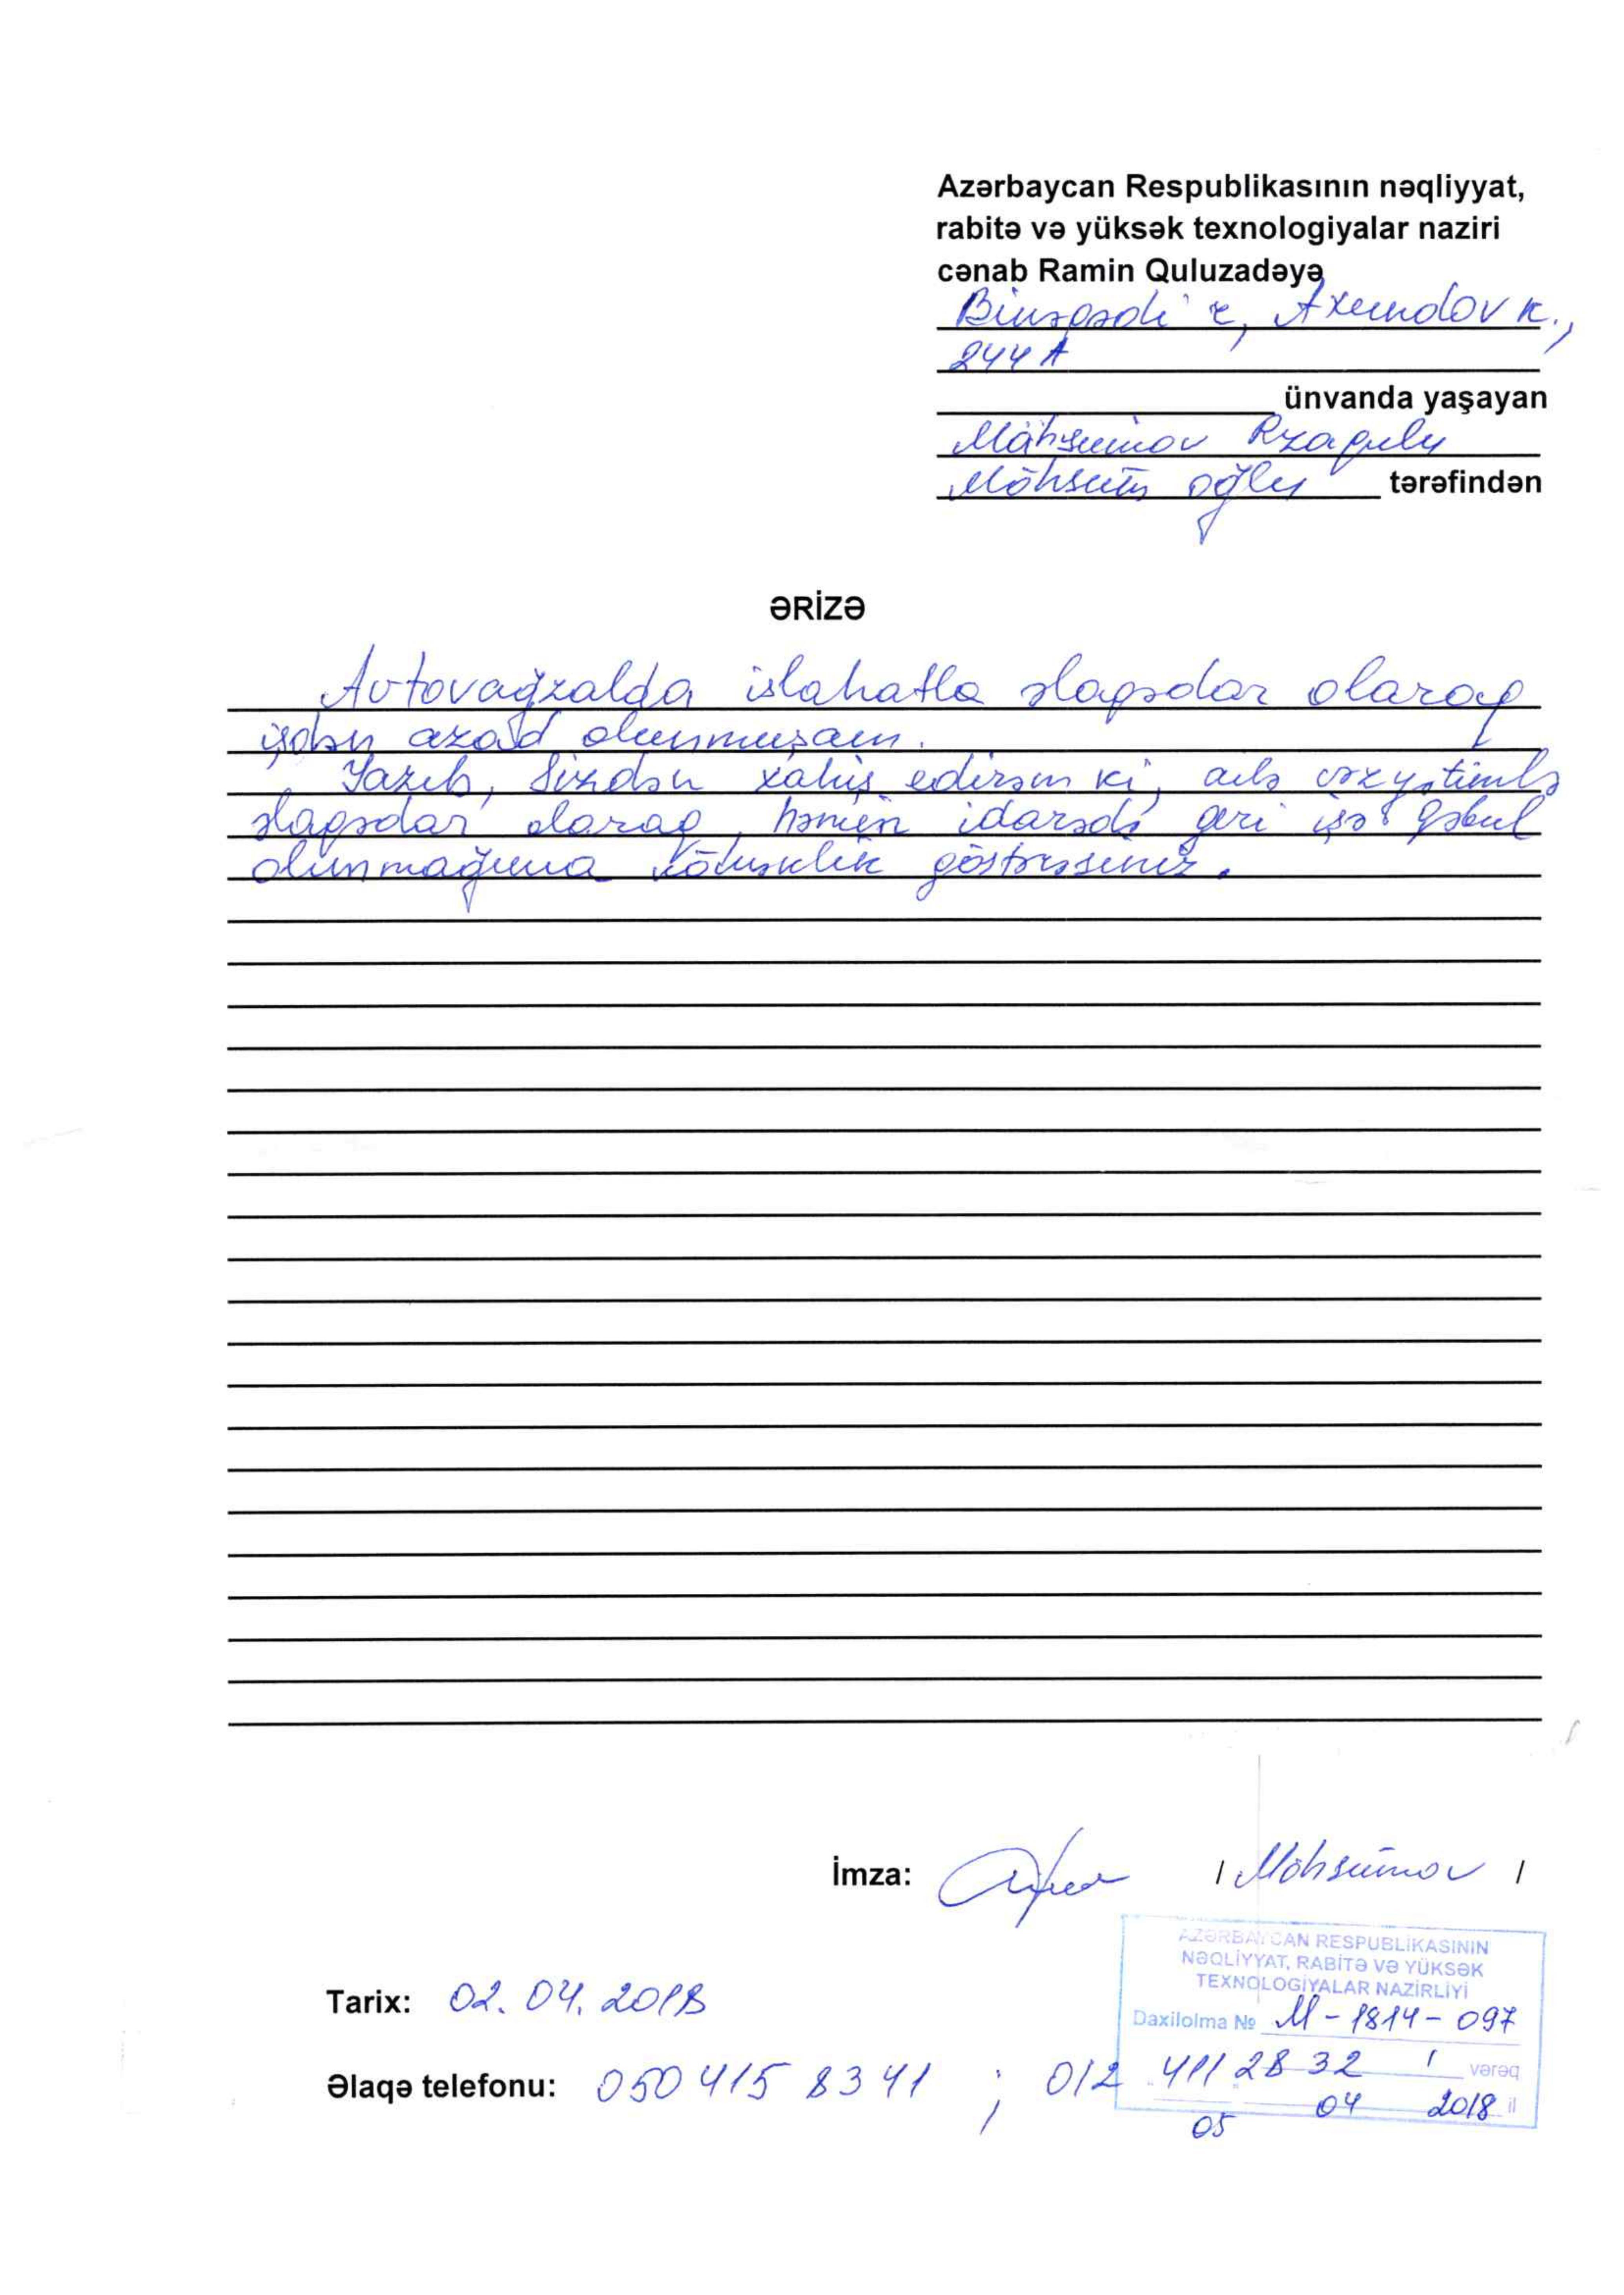 Azərbaycan Respublikasının nəqliyyat,
rabitə və yüksək texnologiyalar naziri
cənab Ramin Quluzadəyə
Binəqədi r, Axundov k.,
244 A
ünvanda yaşayan
Möhsümov Rzaqulu
Möhsüm oğlu tərəfindən
ƏRİZƏ
Avtovağzalda islahatla əlaqədar olaraq
işdən azad olunmuşam.
Yazıb, Sizdən xahiş edirəm ki, ailə vəzyətimlə
əlaqədar olaraq, həmin idarədə geri işə qəbul
olunmağıma köməklik göstərəsiniz.
İmza: / Möhsümov /
AZƏRBAYCAN RESPUBLİKASININ
NƏQLİYYAT, RABİTƏ VƏ YÜKSƏK
TEXNOLOGİYALAR NAZİRLİYİ
Tarix: 02.04.2018
Daxilolma № M-1814-097
Əlaqə telefonu: 050 415 8341 ; 012 411 28 32
1 vərəq
05 04 2018 il